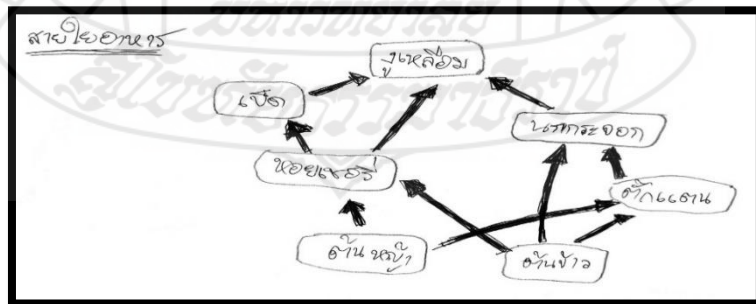 สายใยอาหาร
งูเหลือม
เป็ด
นกกระจอก
หอยเชอรี่
ตั๊กแตน
ต้นหญ้า
ต้นข้าว